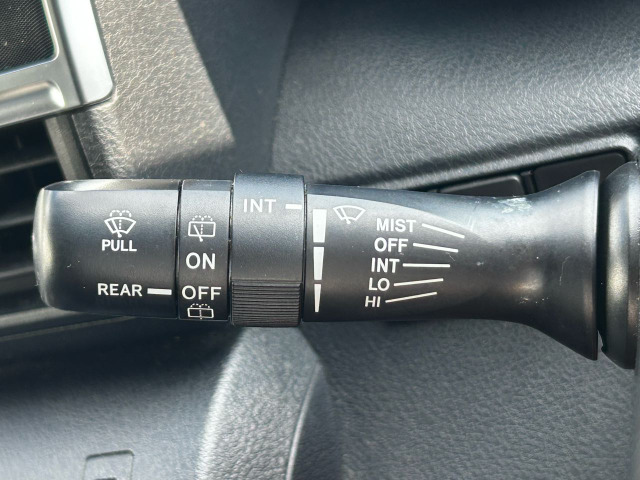 PULL
REAR
ON
OFF
INT
MIST
OFF
INT
LO
HI